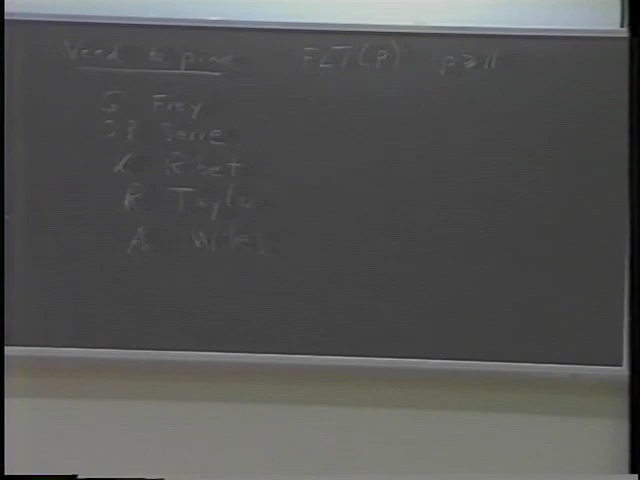 Need to prove FLT(p) p ≥ 11
G. Frey
J-P. Serre
K. Ribet
R. Taylor
A. Wiles